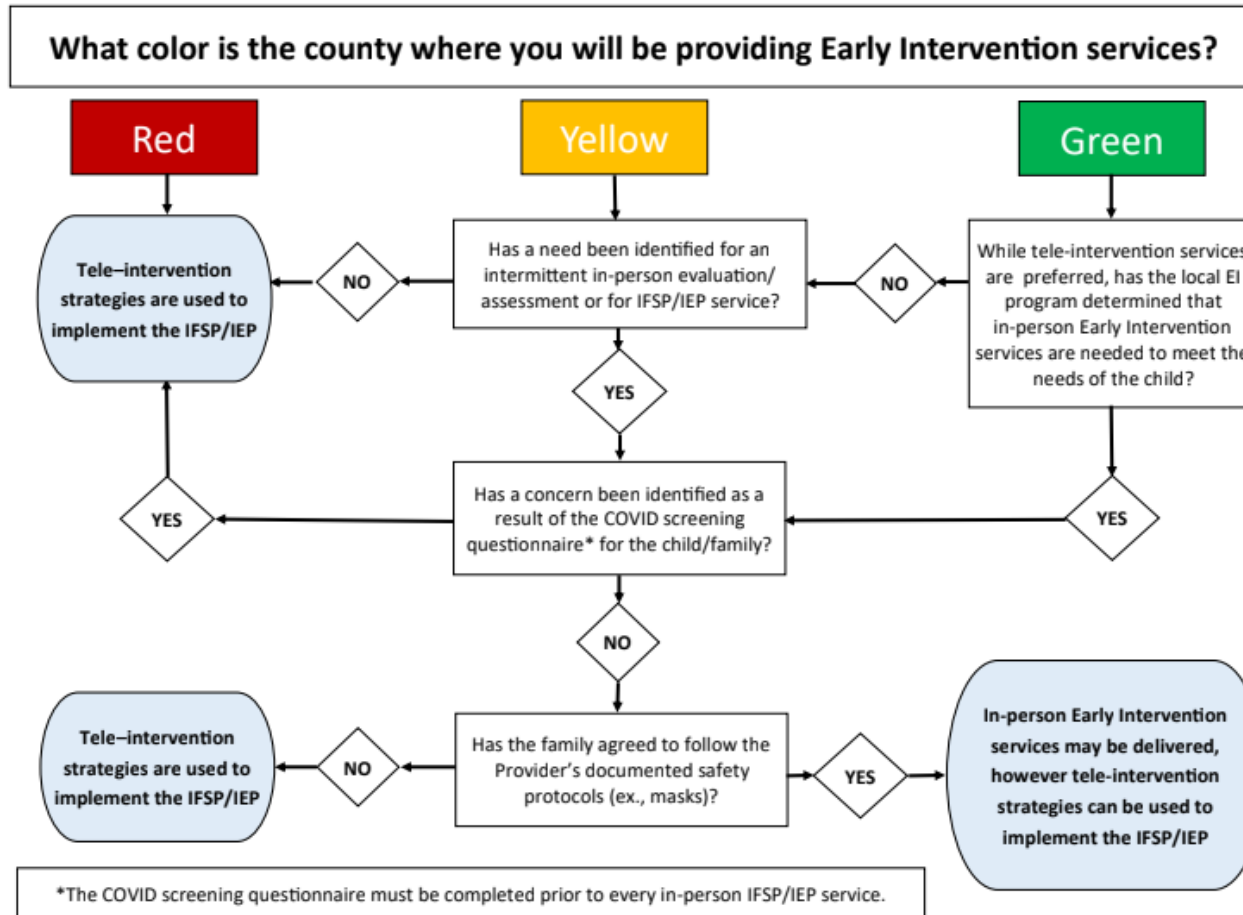 What color is the county where you will be providing Early Intervention services?
Red
Yellow
Green
Tele–intervention
strategies are used to
implement the IFSP/IEP
NO
Has a need been identified for an
intermittent in-person evaluation/
assessment or for IFSP/IEP service?
NO
While tele-intervention services
are preferred, has the local EI
program determined that
in-person Early Intervention
services are needed to meet the
needs of the child?
YES
YES
Has a concern been identified as a
result of the COVID screening
questionnaire* for the child/family?
YES
NO
Tele–intervention
strategies are used to
implement the IFSP/IEP
NO
Has the family agreed to follow the
Provider's documented safety
protocols (ex., masks)?
YES
In-person Early Intervention
services may be delivered,
however tele-intervention
strategies can be used to
implement the IFSP/IEP
*The COVID screening questionnaire must be completed prior to every in-person IFSP/IEP service.